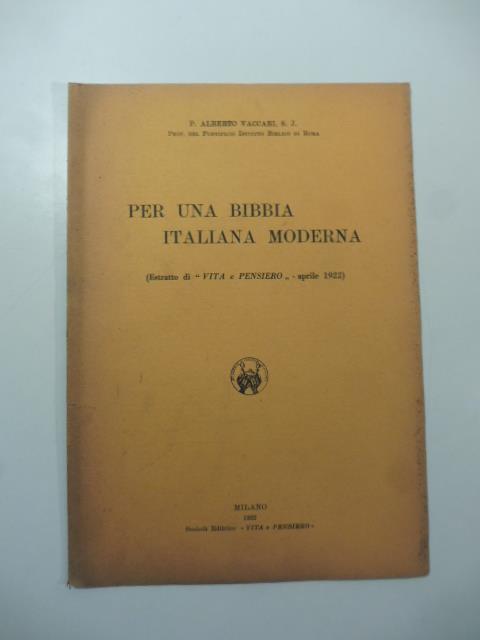 P. ALBERTO VACCARI, S. J.
PROF. DEL PONTIFICIO ISTITUTO BIBLICO DI ROMA
PER UNA BIBBIA
ITALIANA MODERNA
(Estratto di “ VITA e PENSIERO „ - aprile 1922)
MILANO
1922
Società Editrice « VITA e PENSIERO »